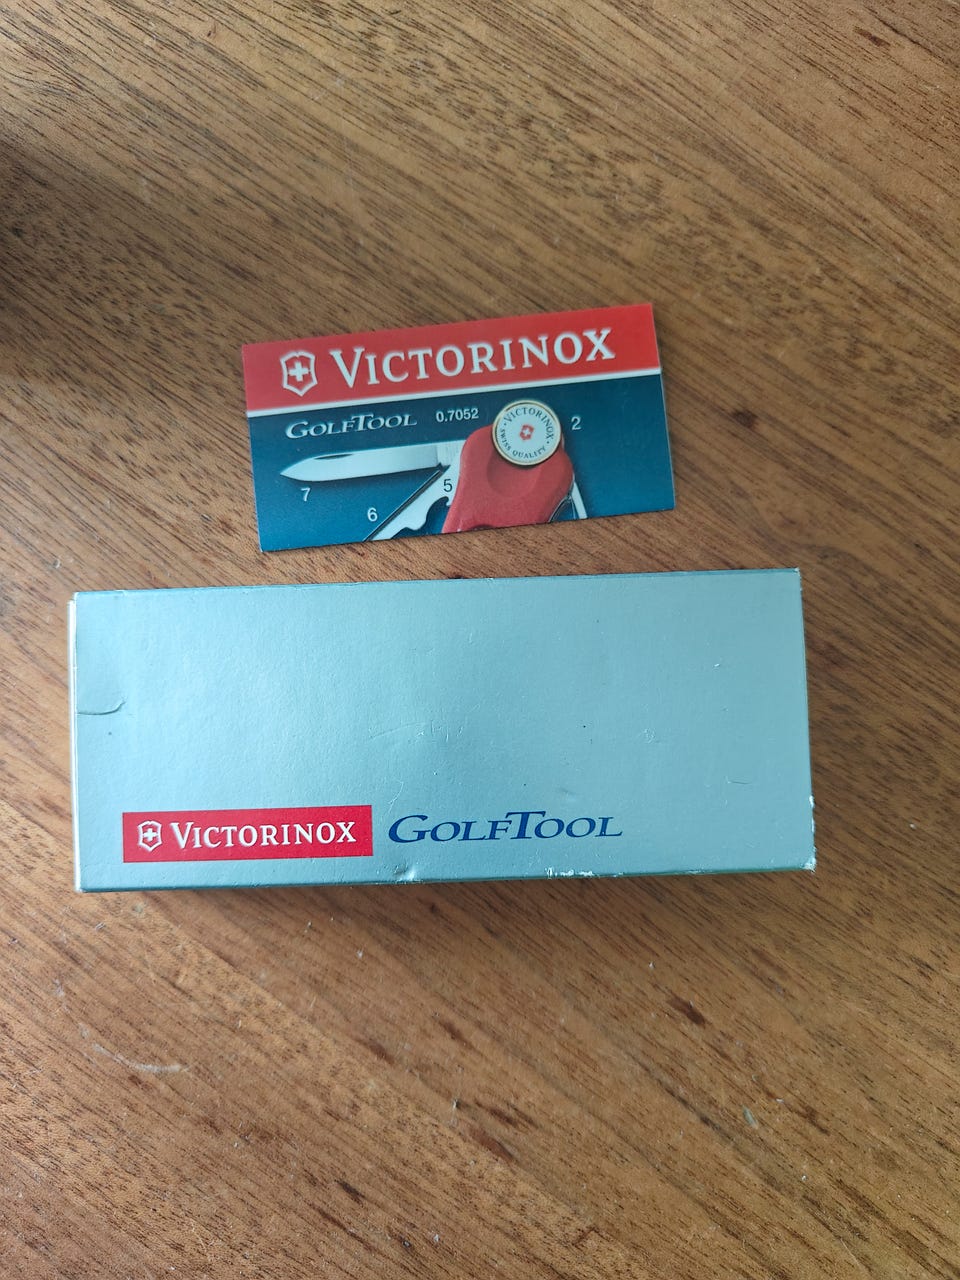 VICTORINOX
GOLFTOOL 0.7052
VICTORINOX
SWISS QUALITY
2
5
7
6
VICTORINOX GOLFTOOL